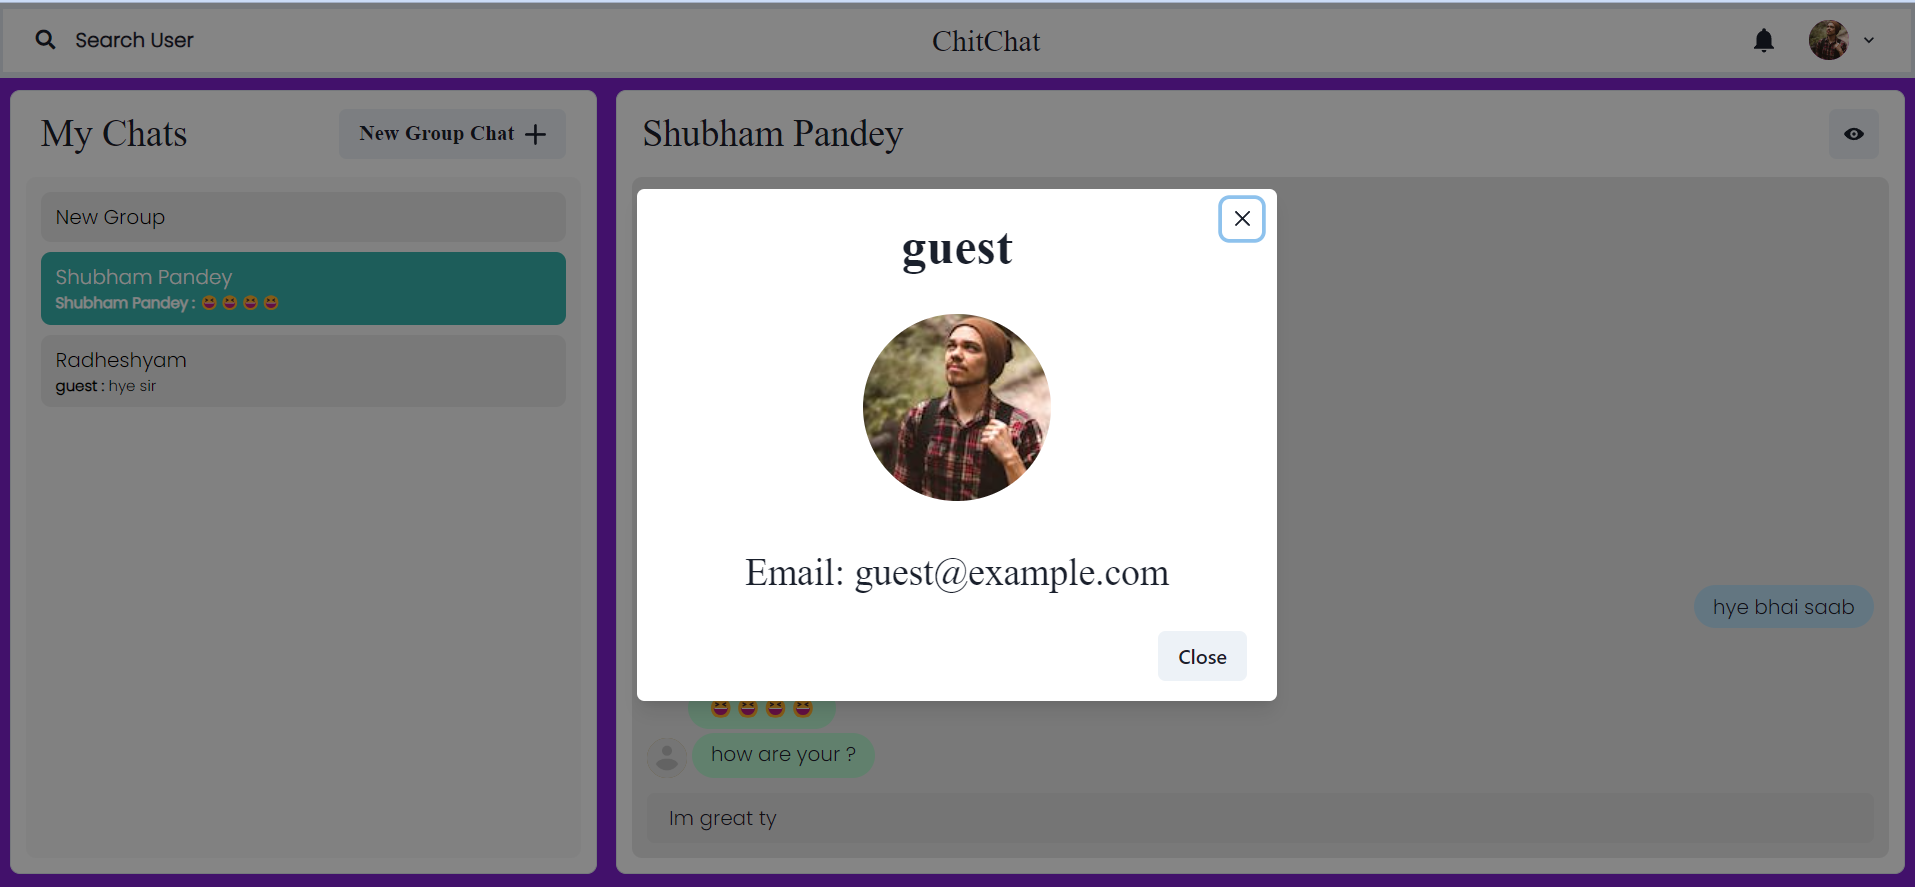 Search User
ChitChat
My Chats
New Group Chat
New Group
Shubham Pandey
Shubham Pandey : 😆 😆 😆 😆
Radheshyam
guest : hye sir
Shubham Pandey
guest
Email: guest@example.com
Close
hye bhai saab
😆 😆 😆 😆
how are your ?
Im great ty